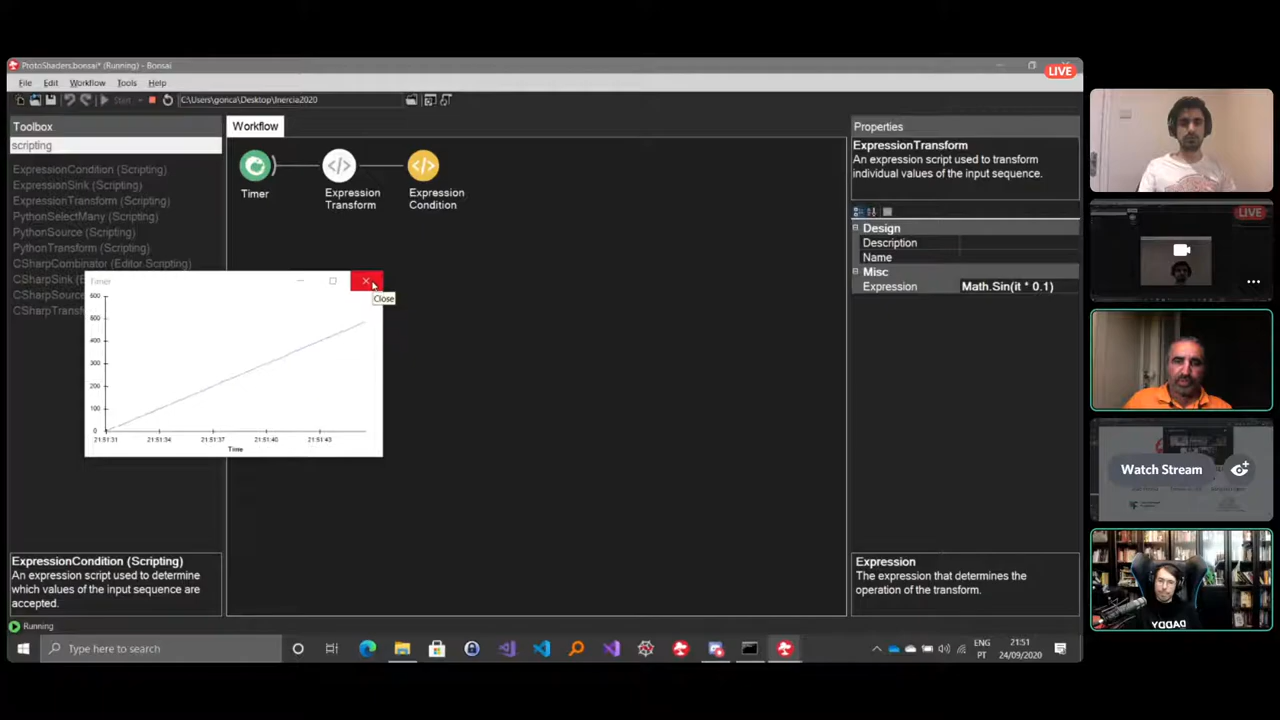 ProtoShaders.bonsai* (Running) - Bonsai
LIVE
File Edit Workflow Tools Help
Start
C:\Users\gonca\Desktop\Inercia2020
Toolbox
Workflow
Properties
scripting
ExpressionTransform
An expression script used to transform
individual values of the input sequence.
ExpressionCondition (Scripting)
ExpressionSink (Scripting)
ExpressionTransform (Scripting)
PythonSelectMany (Scripting)
PythonSource (Scripting)
PythonTransform (Scripting)
CSharpCombinator (Editor.Scripting)
CSharpSink (E
CSharpSource
CSharpTransf
Timer
Expression
Transform
Expression
Condition
Design
Description
Name
Misc
Expression Math.Sin(it * 0.1)
Timer
Close
600
400
300
200
100
0
21:51:31 21:51:34 21:51:37 21:51:40 21:51:43
Time
ExpressionCondition (Scripting)
An expression script used to determine
which values of the input sequence are
accepted.
Expression
The expression that determines the
operation of the transform.
Running
Type here to search
ENG
PT
21:51
24/09/2020
LIVE
Watch Stream
DADDY